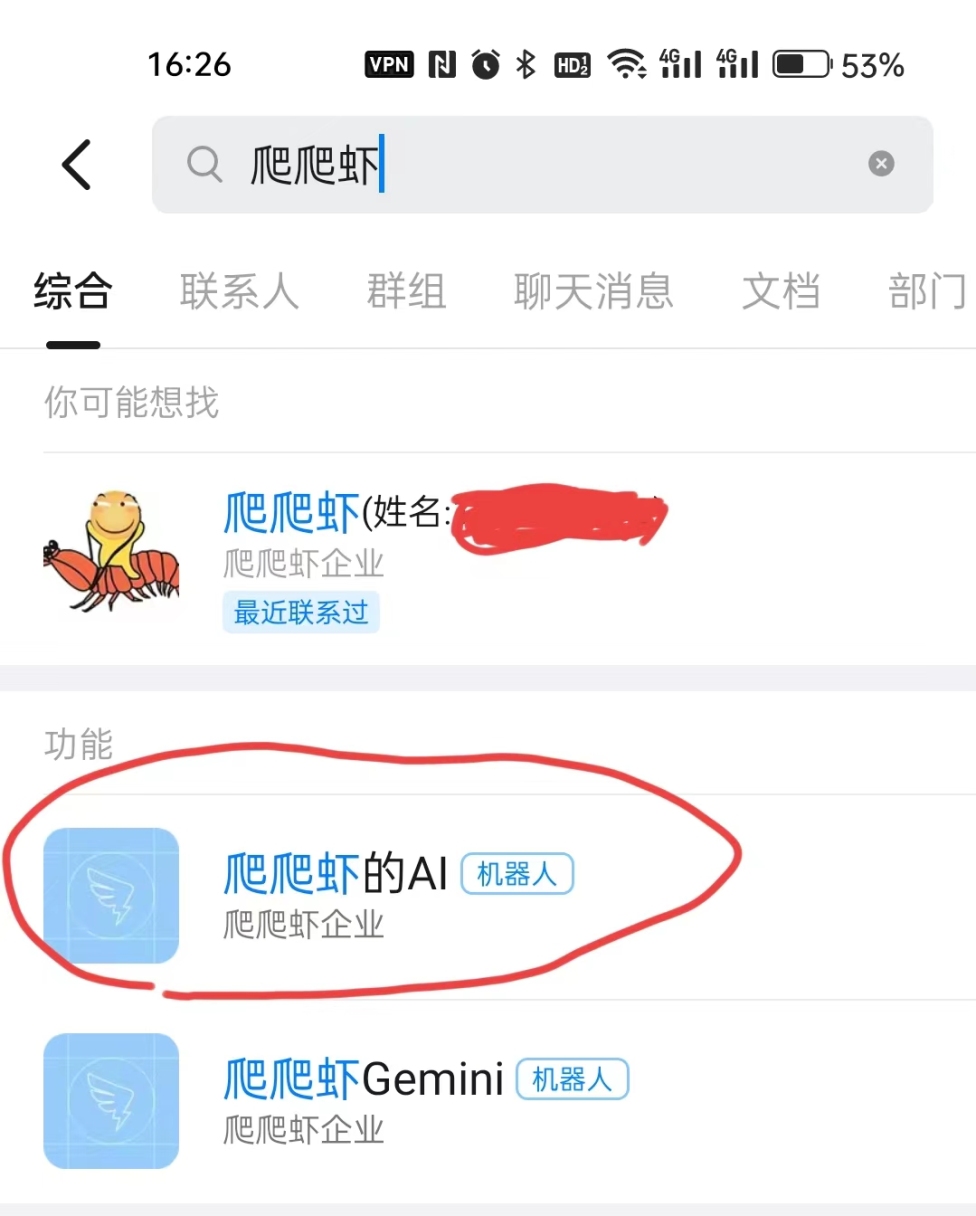 16:26 VPN HD1 2 4G 4G 53%
爬爬虾
综合 联系人 群组 聊天消息 文档 部门
你可能想找
爬爬虾(姓名:
爬爬虾企业
最近联系过
功能
爬爬虾的AI 机器人
爬爬虾企业
爬爬虾Gemini 机器人
爬爬虾企业